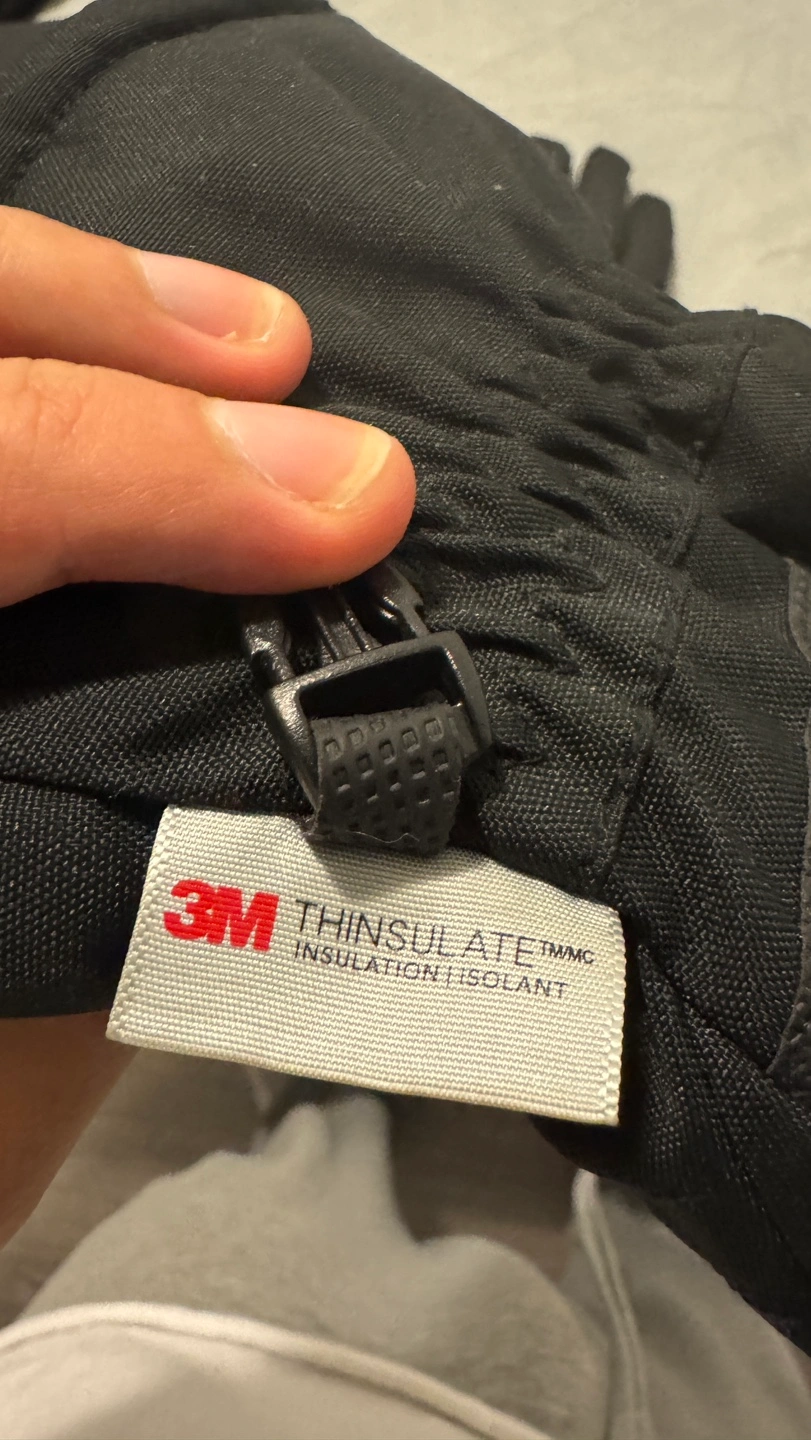 3M THINSULATE™/MC
INSULATION | ISOLANT